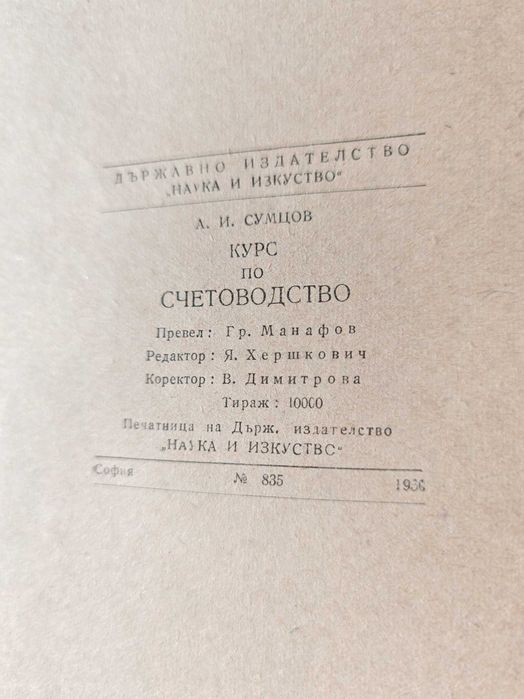 ДЪРЖАВНО ИЗДАТЕЛСТВО
„НАУКА И ИЗКУСТВО“
А. И. СУМЦОВ
КУРС
ПО
СЧЕТОВОДСТВО
Превел: Гр. Манафов
Редактор: Я. Хершкович
Коректор: В. Димитрова
Тираж: 10000
Печатница на Държ. издателство
„НАУКА И ИЗКУСТВО“
София № 835